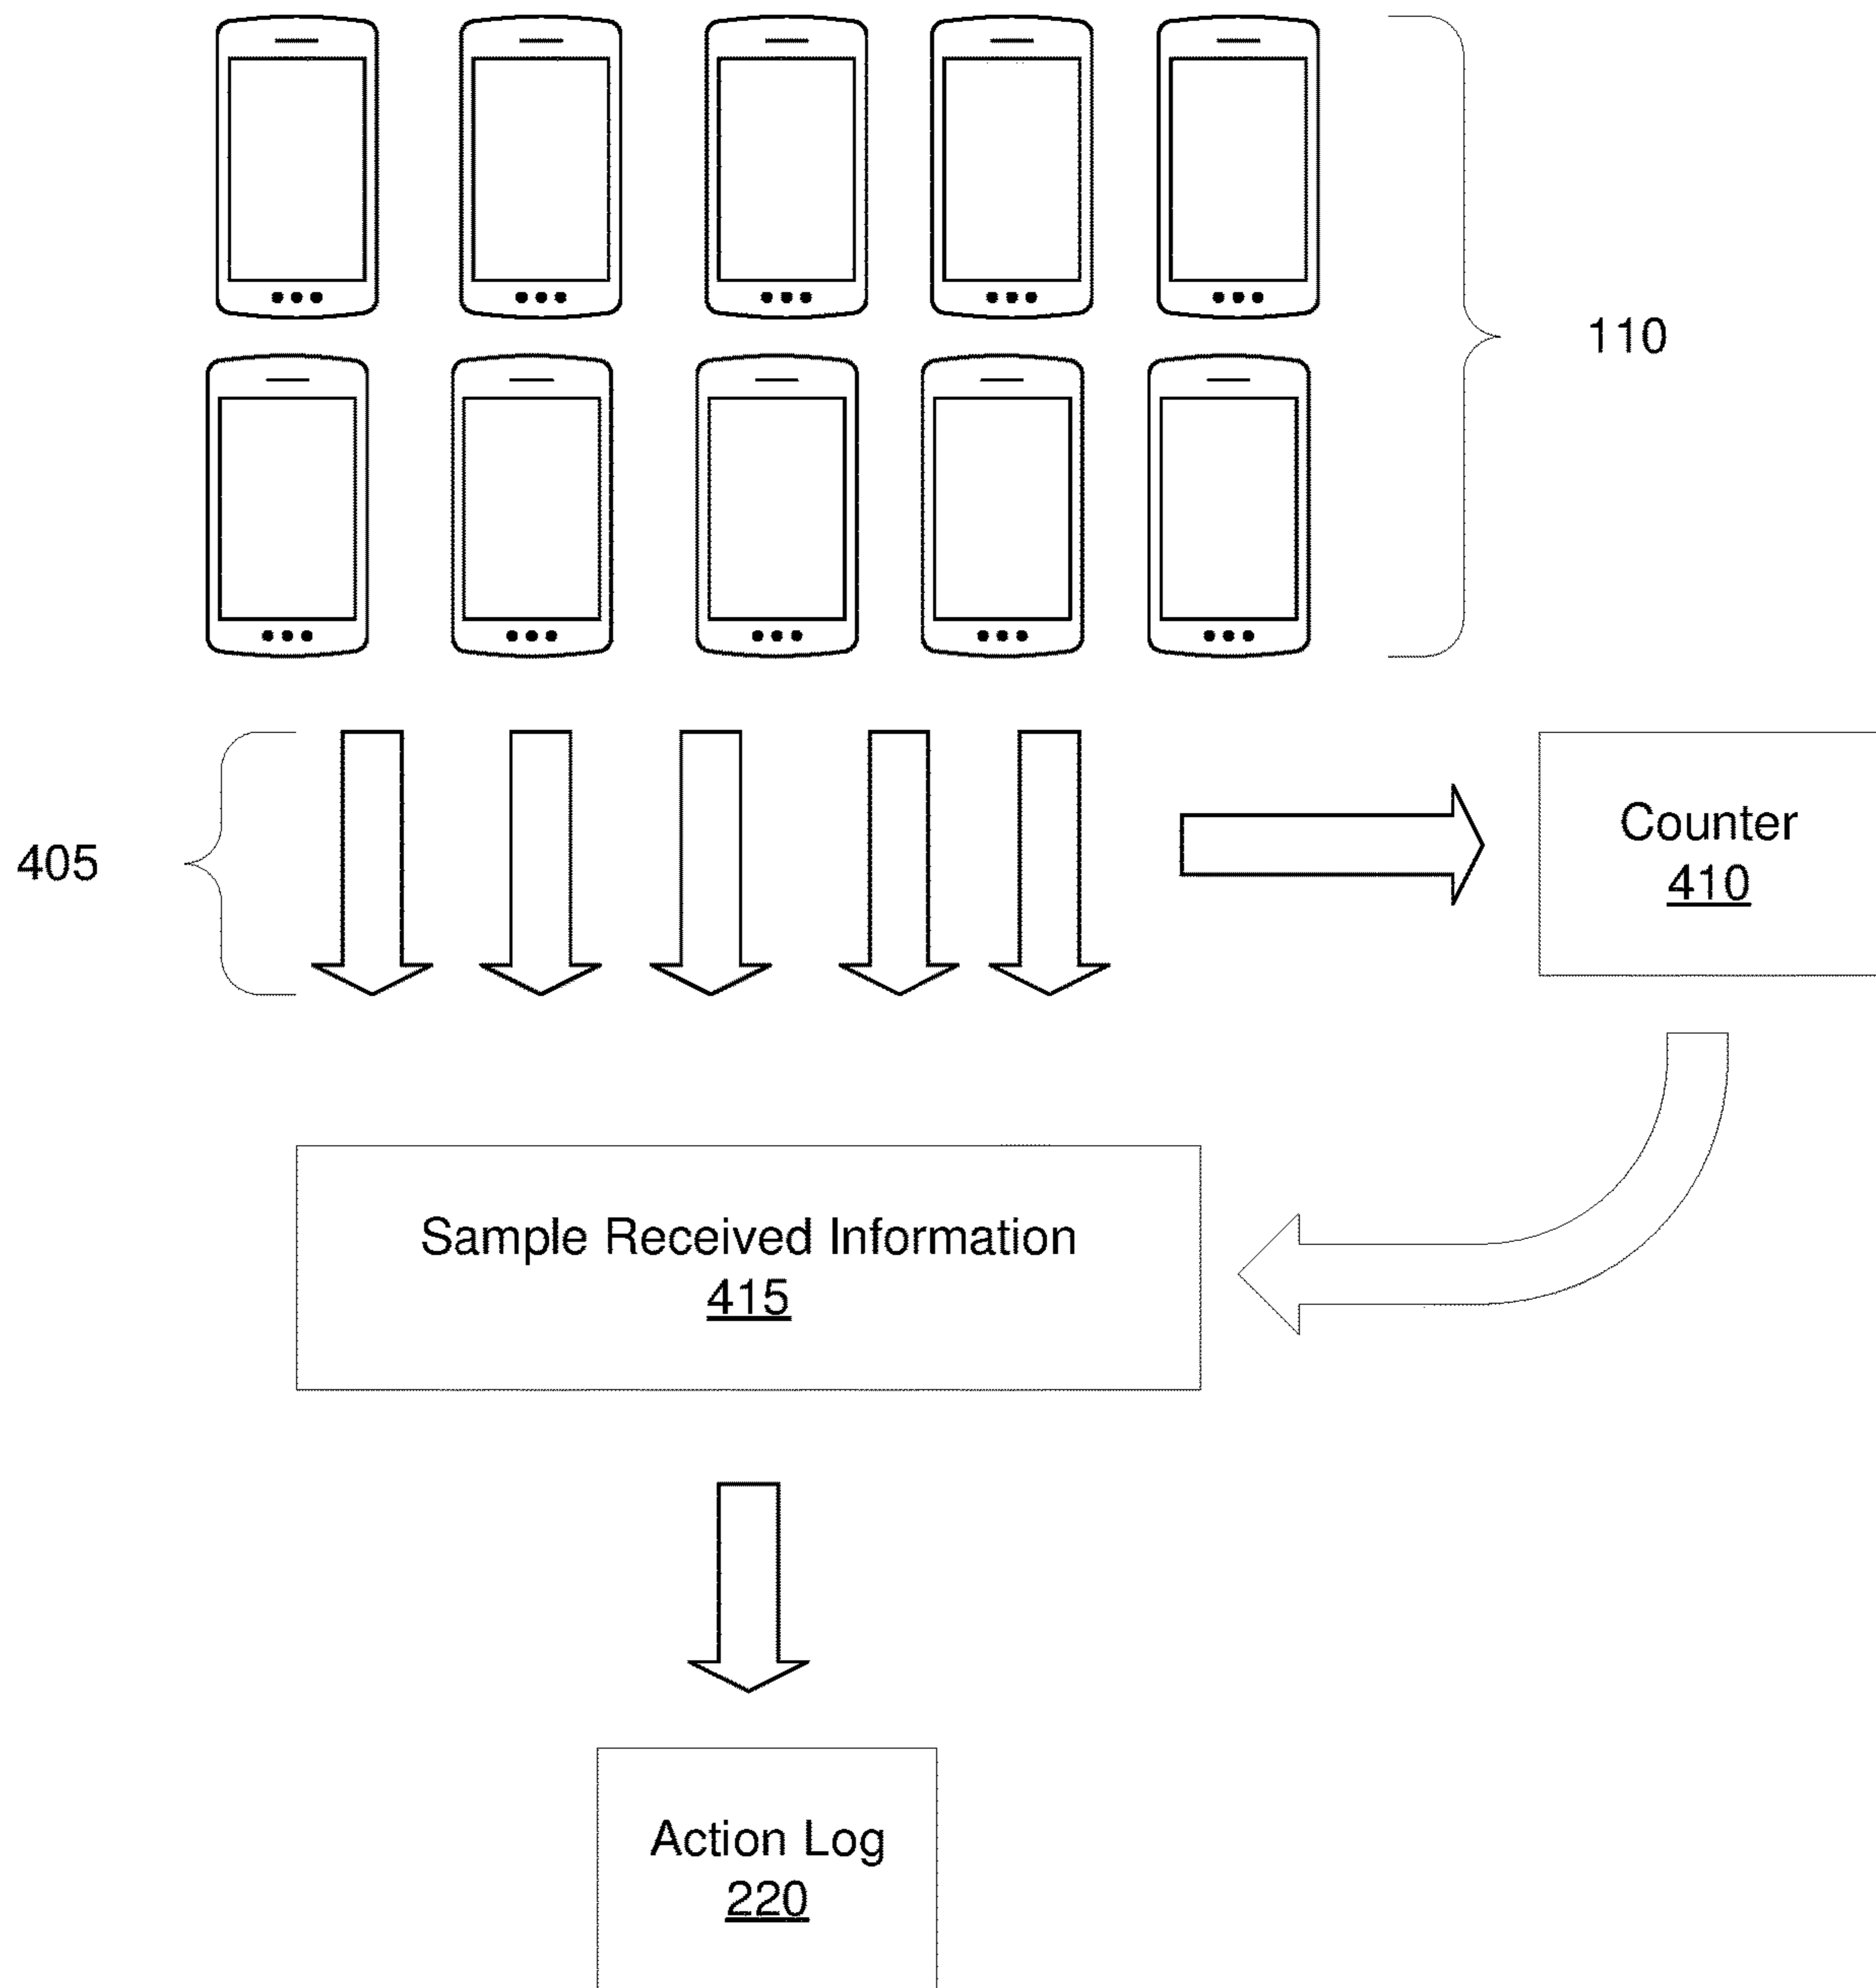 110
405
Counter
410
Sample Received Information
415
Action Log
220